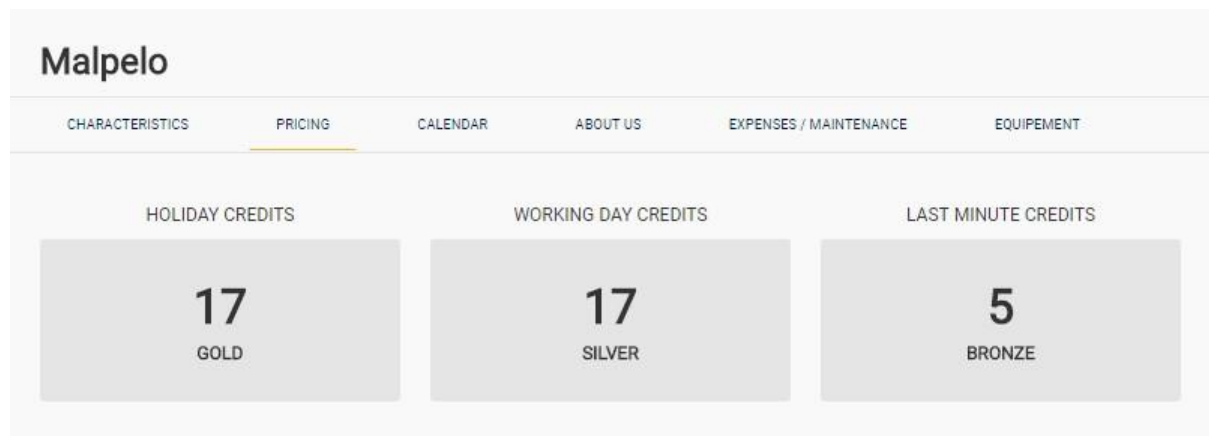 Malpelo
CHARACTERISTICS PRICING CALENDAR ABOUT US EXPENSES / MAINTENANCE EQUIPEMENT
HOLIDAY CREDITS WORKING DAY CREDITS LAST MINUTE CREDITS
17 17 5
GOLD SILVER BRONZE